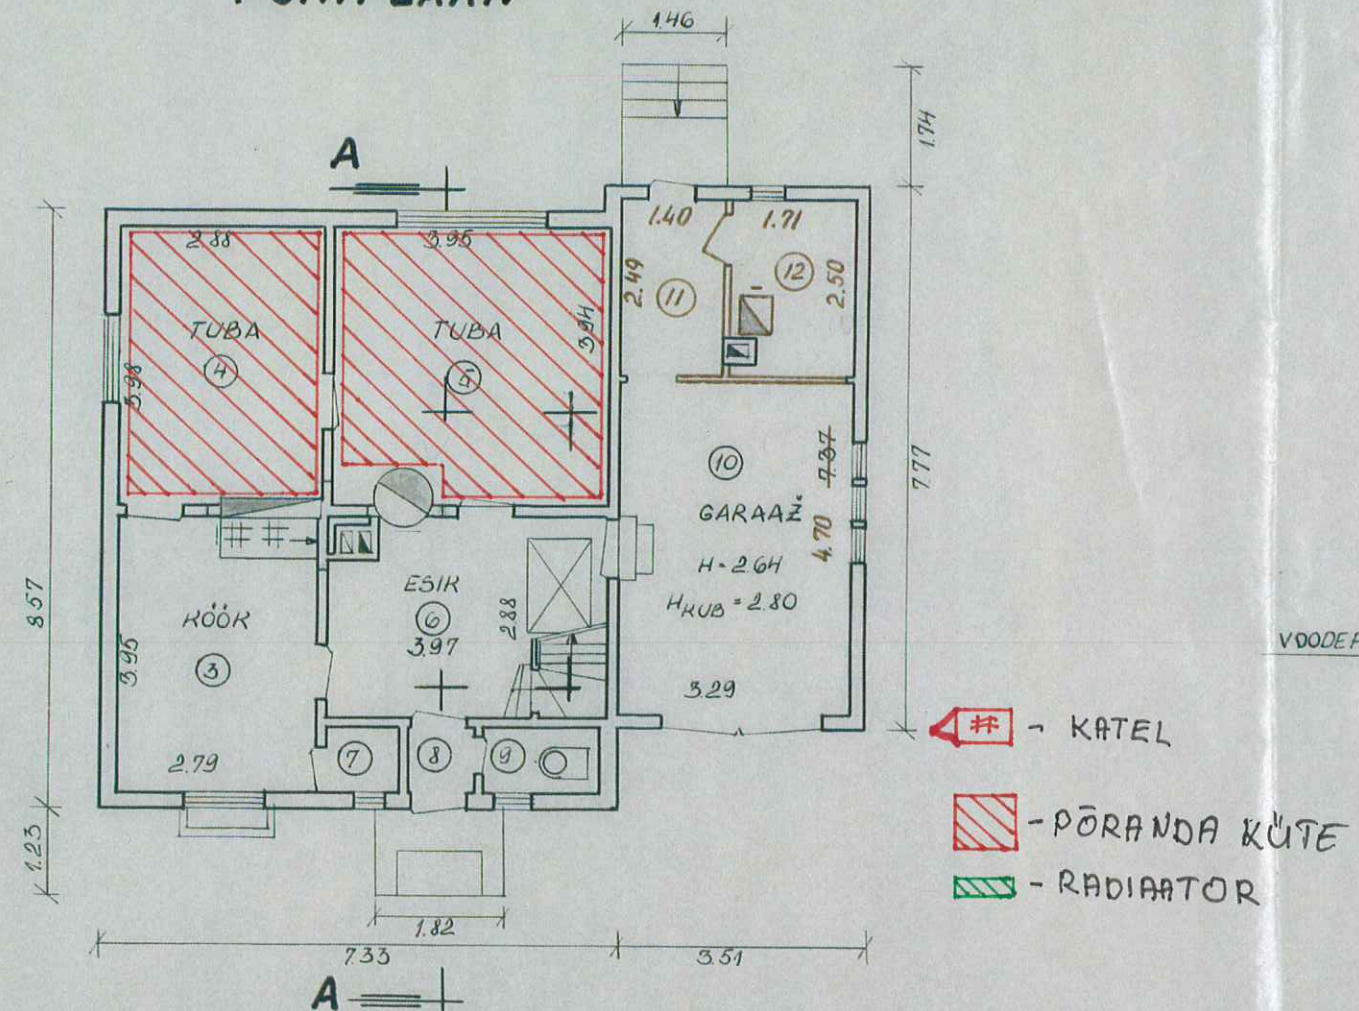 1.46
1.74
A
2.88
3.95
1.40
1.71
2.49
11
12
2.50
TUBA
4
3.98
TUBA
5
3.94
10
7.37
4.70
7.77
GARAAŽ
H = 2.64
HKUB = 2.80
3.29
8.57
KÖÖK
3
3.95
2.79
ESIK
6
3.97
2.88
7
8
9
1.23
1.82
7.33
3.51
A
# - KATEL
- PÕRANDA KÜTE
- RADIAATOR